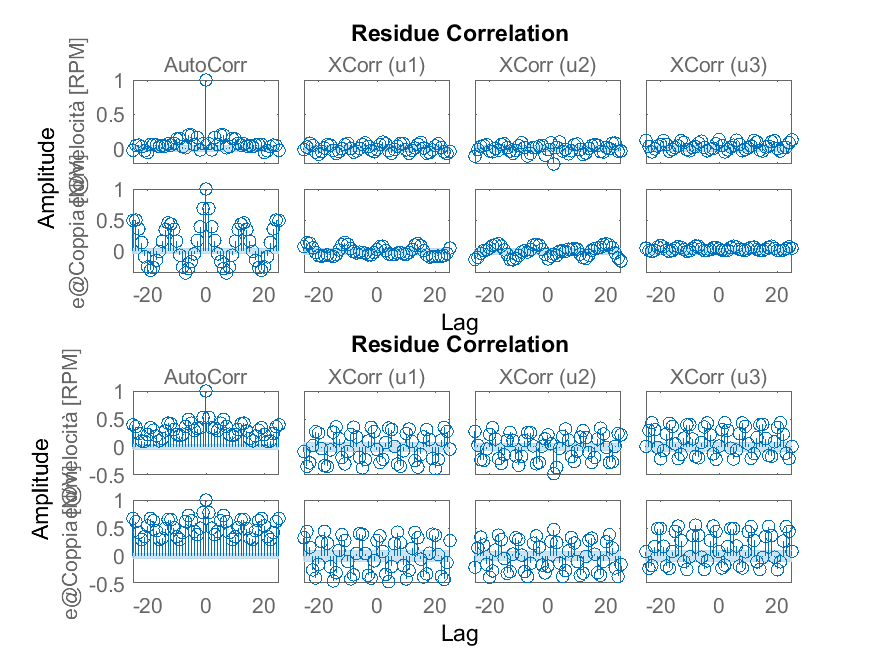 Residue Correlation
AutoCorr
XCorr (u1)
XCorr (u2)
XCorr (u3)
Amplitude
e@Velocità [RPM]
1
0.5
0
e@Coppia
1
0.5
0
-20 0 20
-20 0 20
-20 0 20
-20 0 20
Lag
Residue Correlation
AutoCorr
XCorr (u1)
XCorr (u2)
XCorr (u3)
Amplitude
e@Velocità [RPM]
1
0.5
0
-0.5
e@Coppia
1
0.5
0
-0.5
-20 0 20
-20 0 20
-20 0 20
-20 0 20
Lag